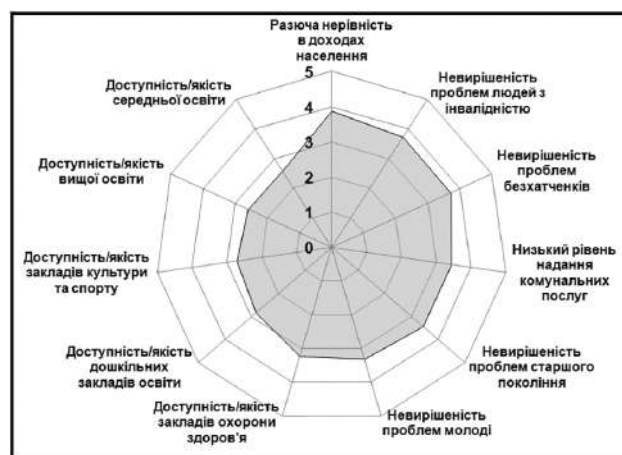 Разюча нерівність
в доходах
населення
Невирішеність
проблем людей з
інвалідністю
Невирішеність
проблем
безхатченків
Низький рівень
надання
комунальних
послуг
Невирішеність
проблем старшого
покоління
Невирішеність
проблем молоді
Доступність/якість
закладів охорони
здоров'я
Доступність/якість
дошкільних
закладів освіти
Доступність/якість
закладів культури
та спорту
Доступність/якість
вищої освіти
Доступність/якість
середньої освіти
5
4
3
2
1
0